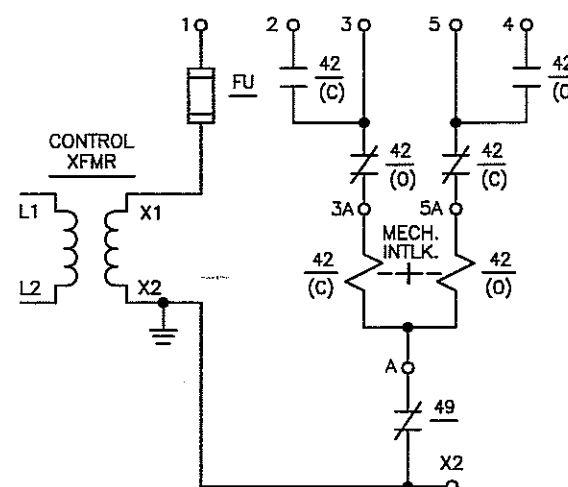 1 2 3 5 4
42
(C)
42
FU
CONTROL
XFMR
42
(O)
42
(C)
L1
X1
3A
5A
MECH.
INTLK.
42
(C)
42
(O)
L2
X2
A
49
X2